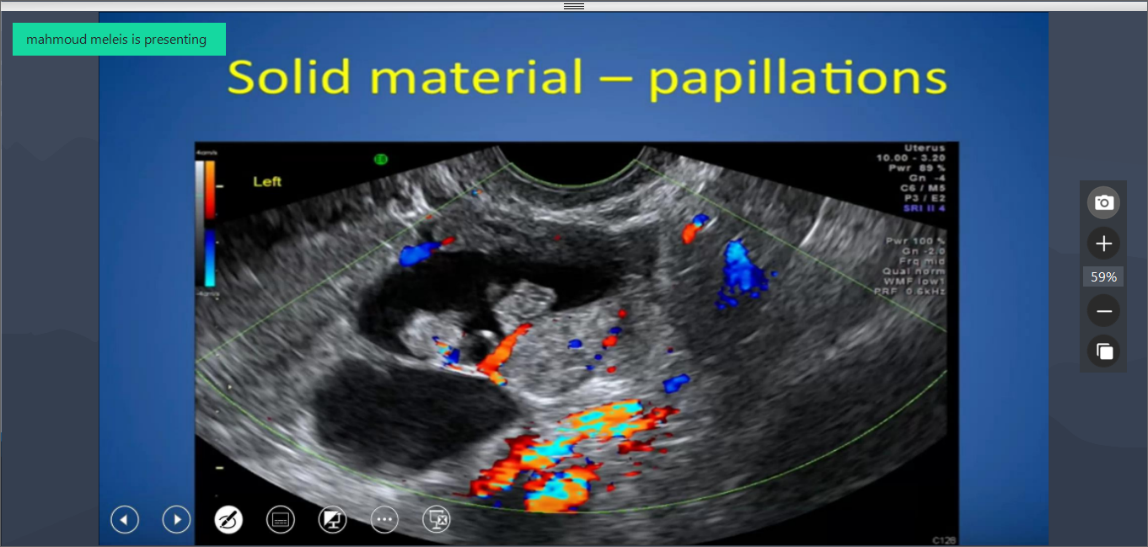 mahmoud meleis is presenting
Solid material – papillations
Left
Uterus
10.00 - 3.20
Pwr 89 %
Gn -4
C6 / M5
P3 / E2
SRI II 4
Pwr 100 %
Gn -2.0
Frq mid
Qual norm
WMF low1
PRF 0.6kHz
59%